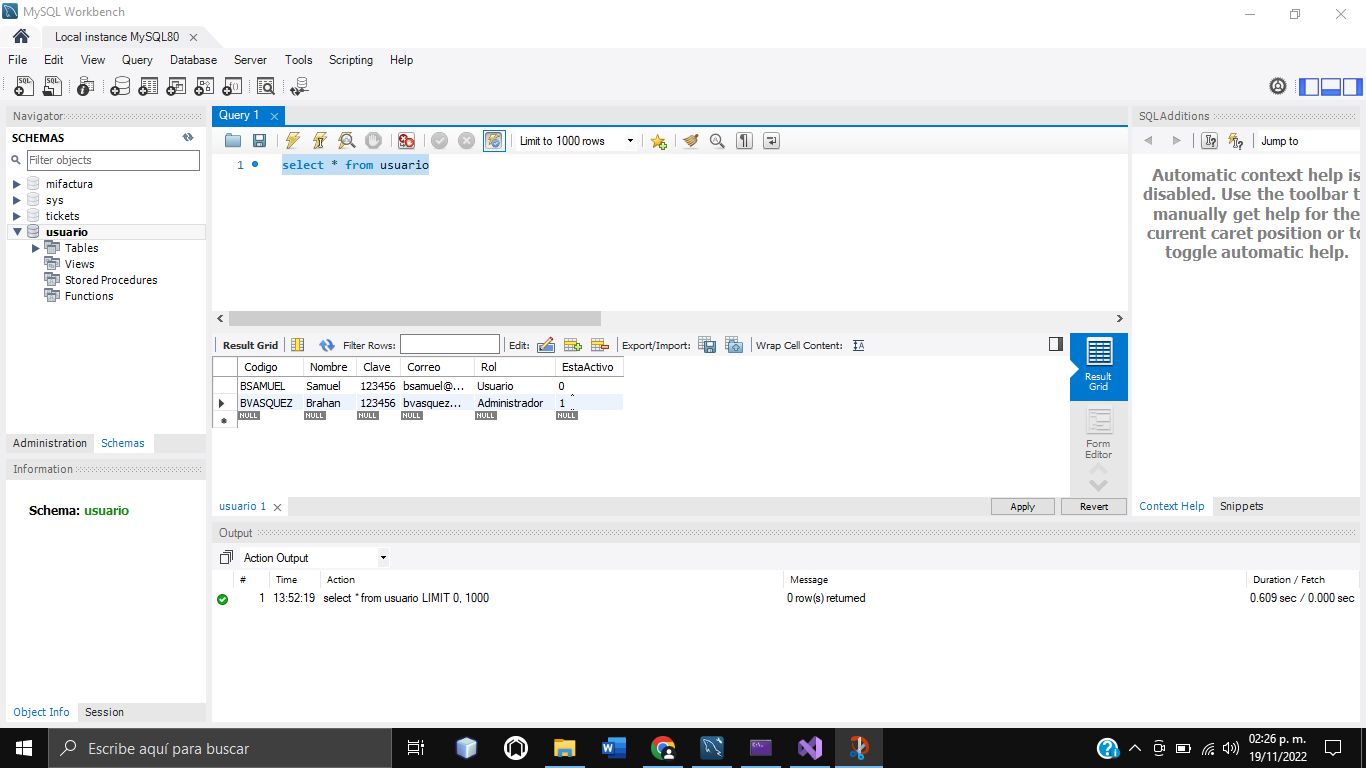 MySQL Workbench
Local instance MySQL80
File Edit View Query Database Server Tools Scripting Help
Navigator
SCHEMAS
Filter objects
mifactura
sys
tickets
usuario
Tables
Views
Stored Procedures
Functions
Administration Schemas
Information
Schema: usuario
Object Info Session
Query 1
Limit to 1000 rows
1 select * from usuario
Result Grid Filter Rows: Edit: Export/Import: Wrap Cell Content:
Codigo Nombre Clave Correo Rol EstaActivo
BSAMUEL Samuel 123456 bsamuel@... Usuario 0
BVASQUEZ Brahan 123456 bvasquez... Administrador 1
NULL NULL NULL NULL NULL NULL
Result
Grid
Form
Editor
usuario 1 Apply Revert
SQLAdditions
Jump to
Automatic context help is
disabled. Use the toolbar t
manually get help for the
current caret position or to
toggle automatic help.
Context Help Snippets
Output
Action Output
# Time Action Message Duration / Fetch
1 13:52:19 select * from usuario LIMIT 0, 1000 0 row(s) returned 0.609 sec / 0.000 sec
Escribe aquí para buscar
02:26 p. m.
19/11/2022